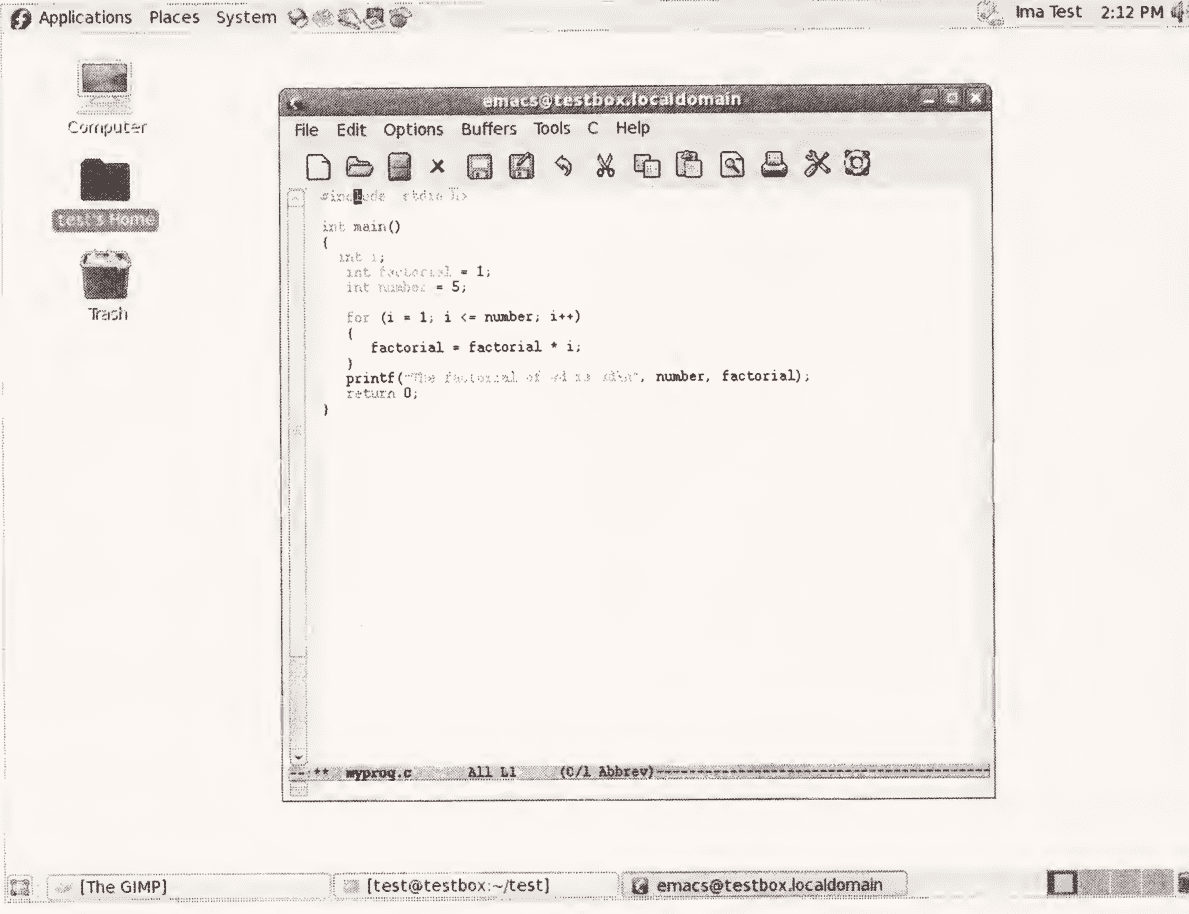 Applications Places System Ima Test 2:12 PM
Computer
test's Home
Trash
emacs@testbox.localdomain
File Edit Options Buffers Tools C Help
#include <stdio.h>
int main()
{
int i;
int factorial = 1;
int number = 5;
for (i = 1; i <= number; i++)
{
factorial = factorial * i;
}
printf("The factorial of %d is %d\n", number, factorial);
return 0;
}
--:** myprog.c All L1 (C/l Abbrev)
[The GIMP] [test@testbox:~/test] emacs@testbox.localdomain